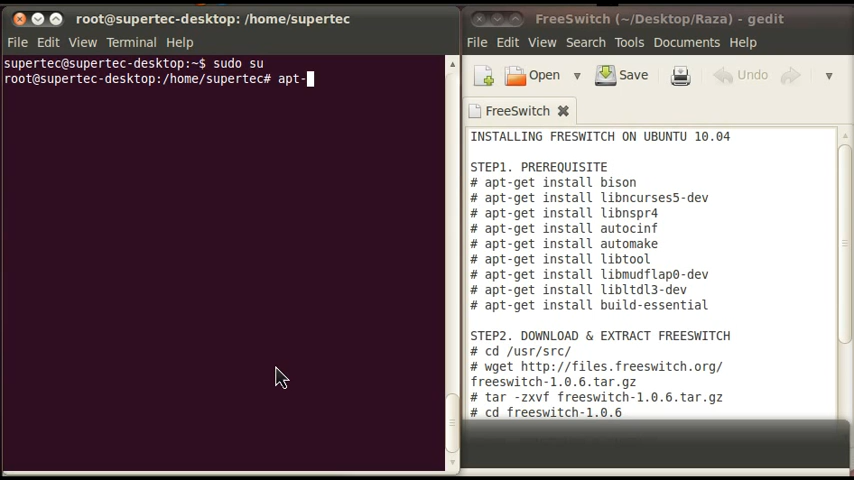 root@supertec-desktop: /home/supertec
File Edit View Terminal Help
supertec@supertec-desktop:~$ sudo su
root@supertec-desktop:/home/supertec# apt-
FreeSwitch (~/Desktop/Raza) - gedit
File Edit View Search Tools Documents Help
Open Save Undo
FreeSwitch
INSTALLING FRESWITCH ON UBUNTU 10.04
STEP1. PREREQUISITE
# apt-get install bison
# apt-get install libncurses5-dev
# apt-get install libnspr4
# apt-get install autocinf
# apt-get install automake
# apt-get install libtool
# apt-get install libmudflap0-dev
# apt-get install libltdl3-dev
# apt-get install build-essential
STEP2. DOWNLOAD & EXTRACT FREESWITCH
# cd /usr/src/
# wget http://files.freeswitch.org/
freeswitch-1.0.6.tar.gz
# tar -zxvf freeswitch-1.0.6.tar.gz
# cd freeswitch-1.0.6